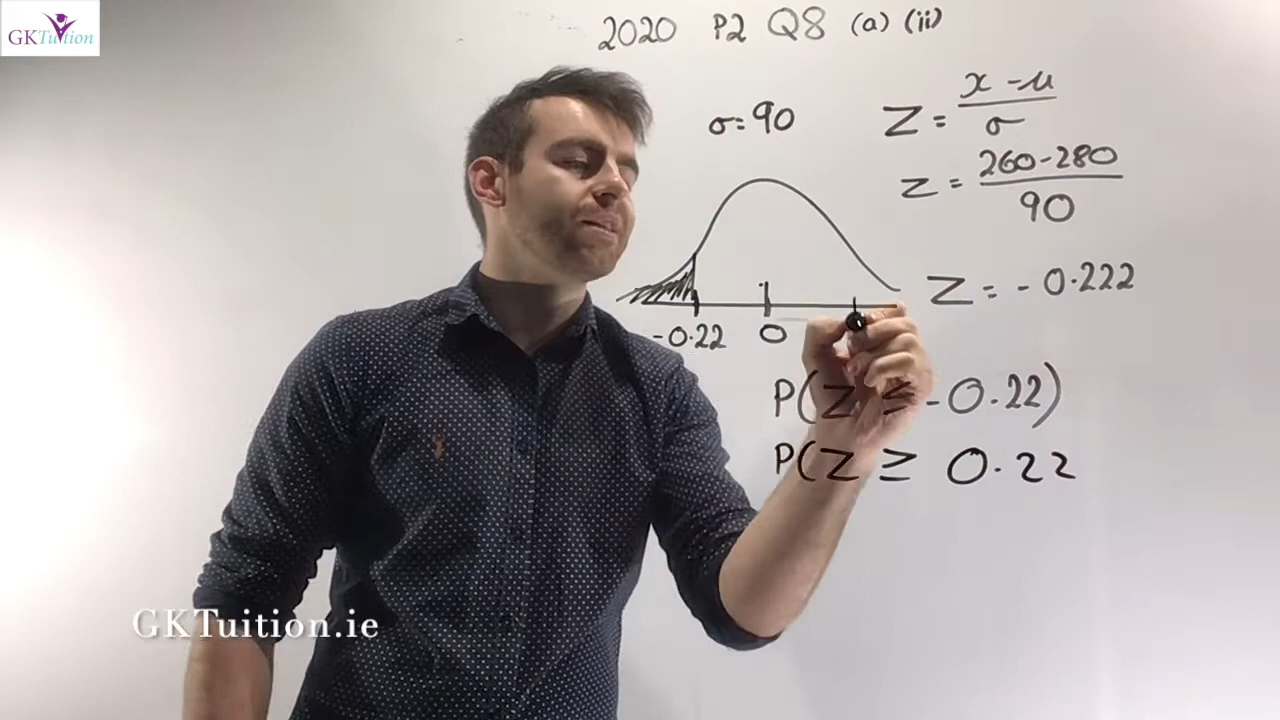 GKTuition
2020 P2 Q8 (a) (ii)
σ=90
Z = x-μ / σ
z = 260-280 / 90
Z = - 0.222
-0.22 0
P(Z ≤ -0.22)
P(Z ≥ 0.22
GKTuition.ie